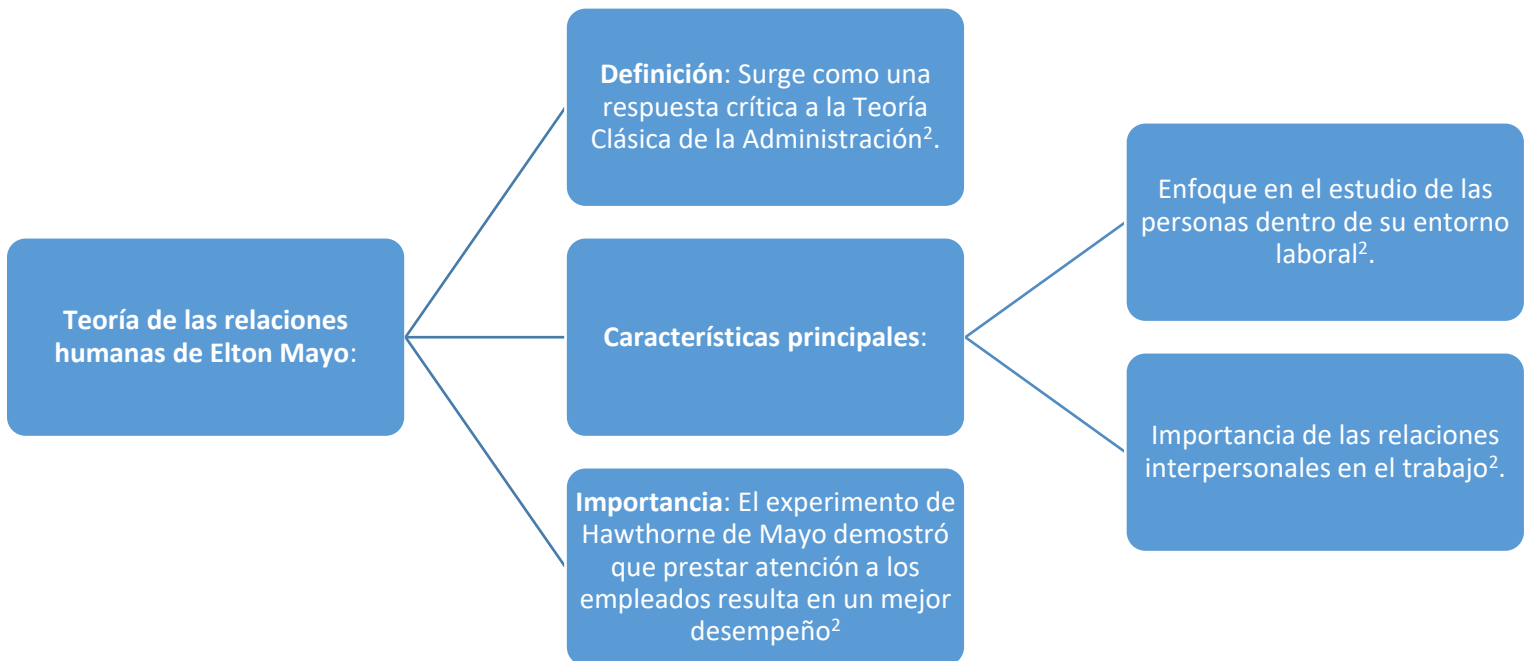 Teoría de las relaciones
humanas de Elton Mayo:
Definición: Surge como una
respuesta crítica a la Teoría
Clásica de la Administración².
Características principales:
Enfoque en el estudio de las
personas dentro de su entorno
laboral².
Importancia de las relaciones
interpersonales en el trabajo².
Importancia: El experimento de
Hawthorne de Mayo demostró
que prestar atención a los
empleados resulta en un mejor
desempeño²